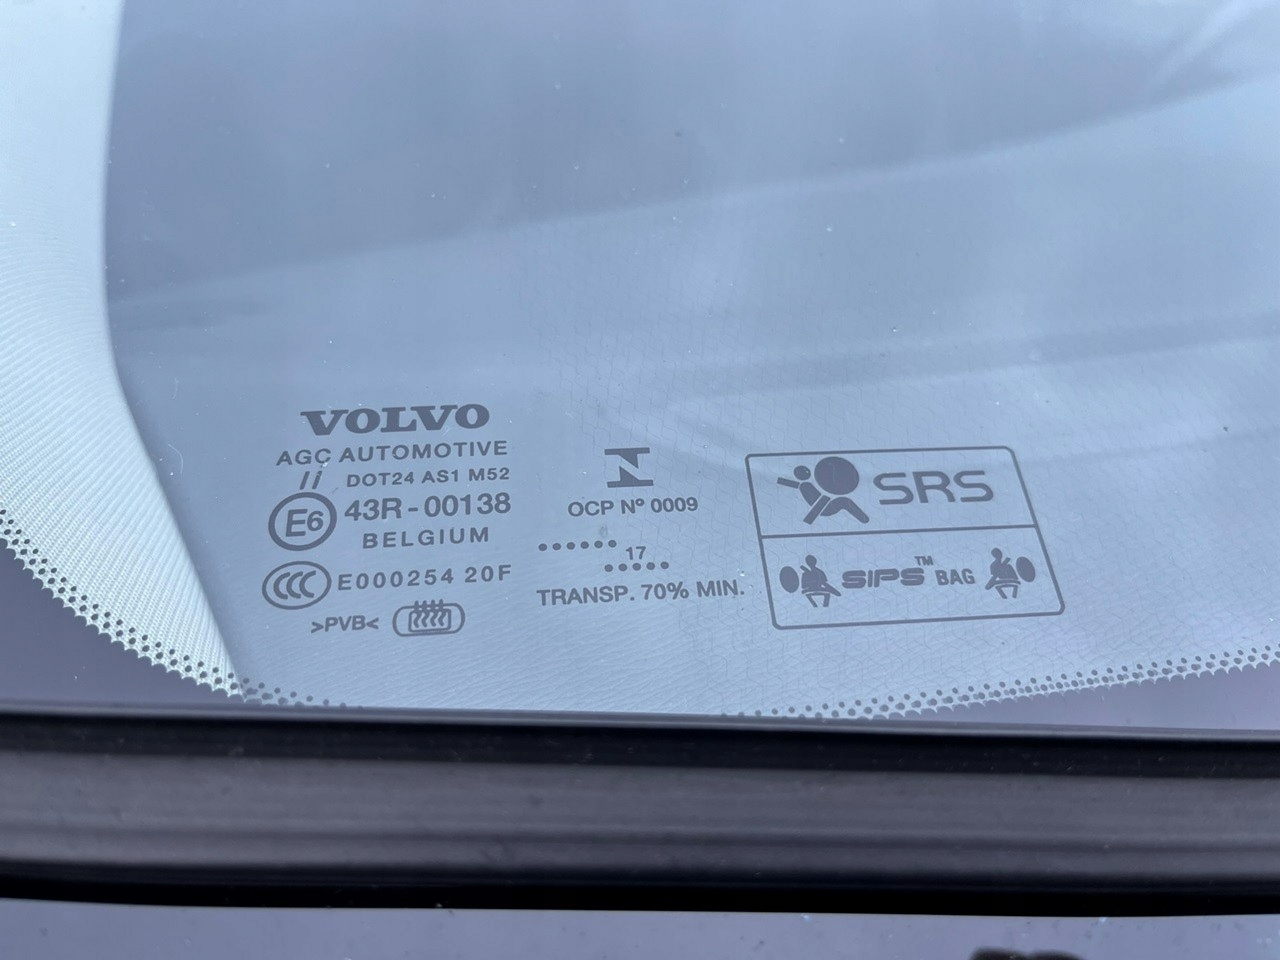 VOLVO
AGC AUTOMOTIVE
DOT24 AS1 M52
E6
43R-00138
BELGIUM
CCC
E000254 20F
>PVB<
OCP Nº 0009
17
TRANSP. 70% MIN.
SRS
SIPS™ BAG